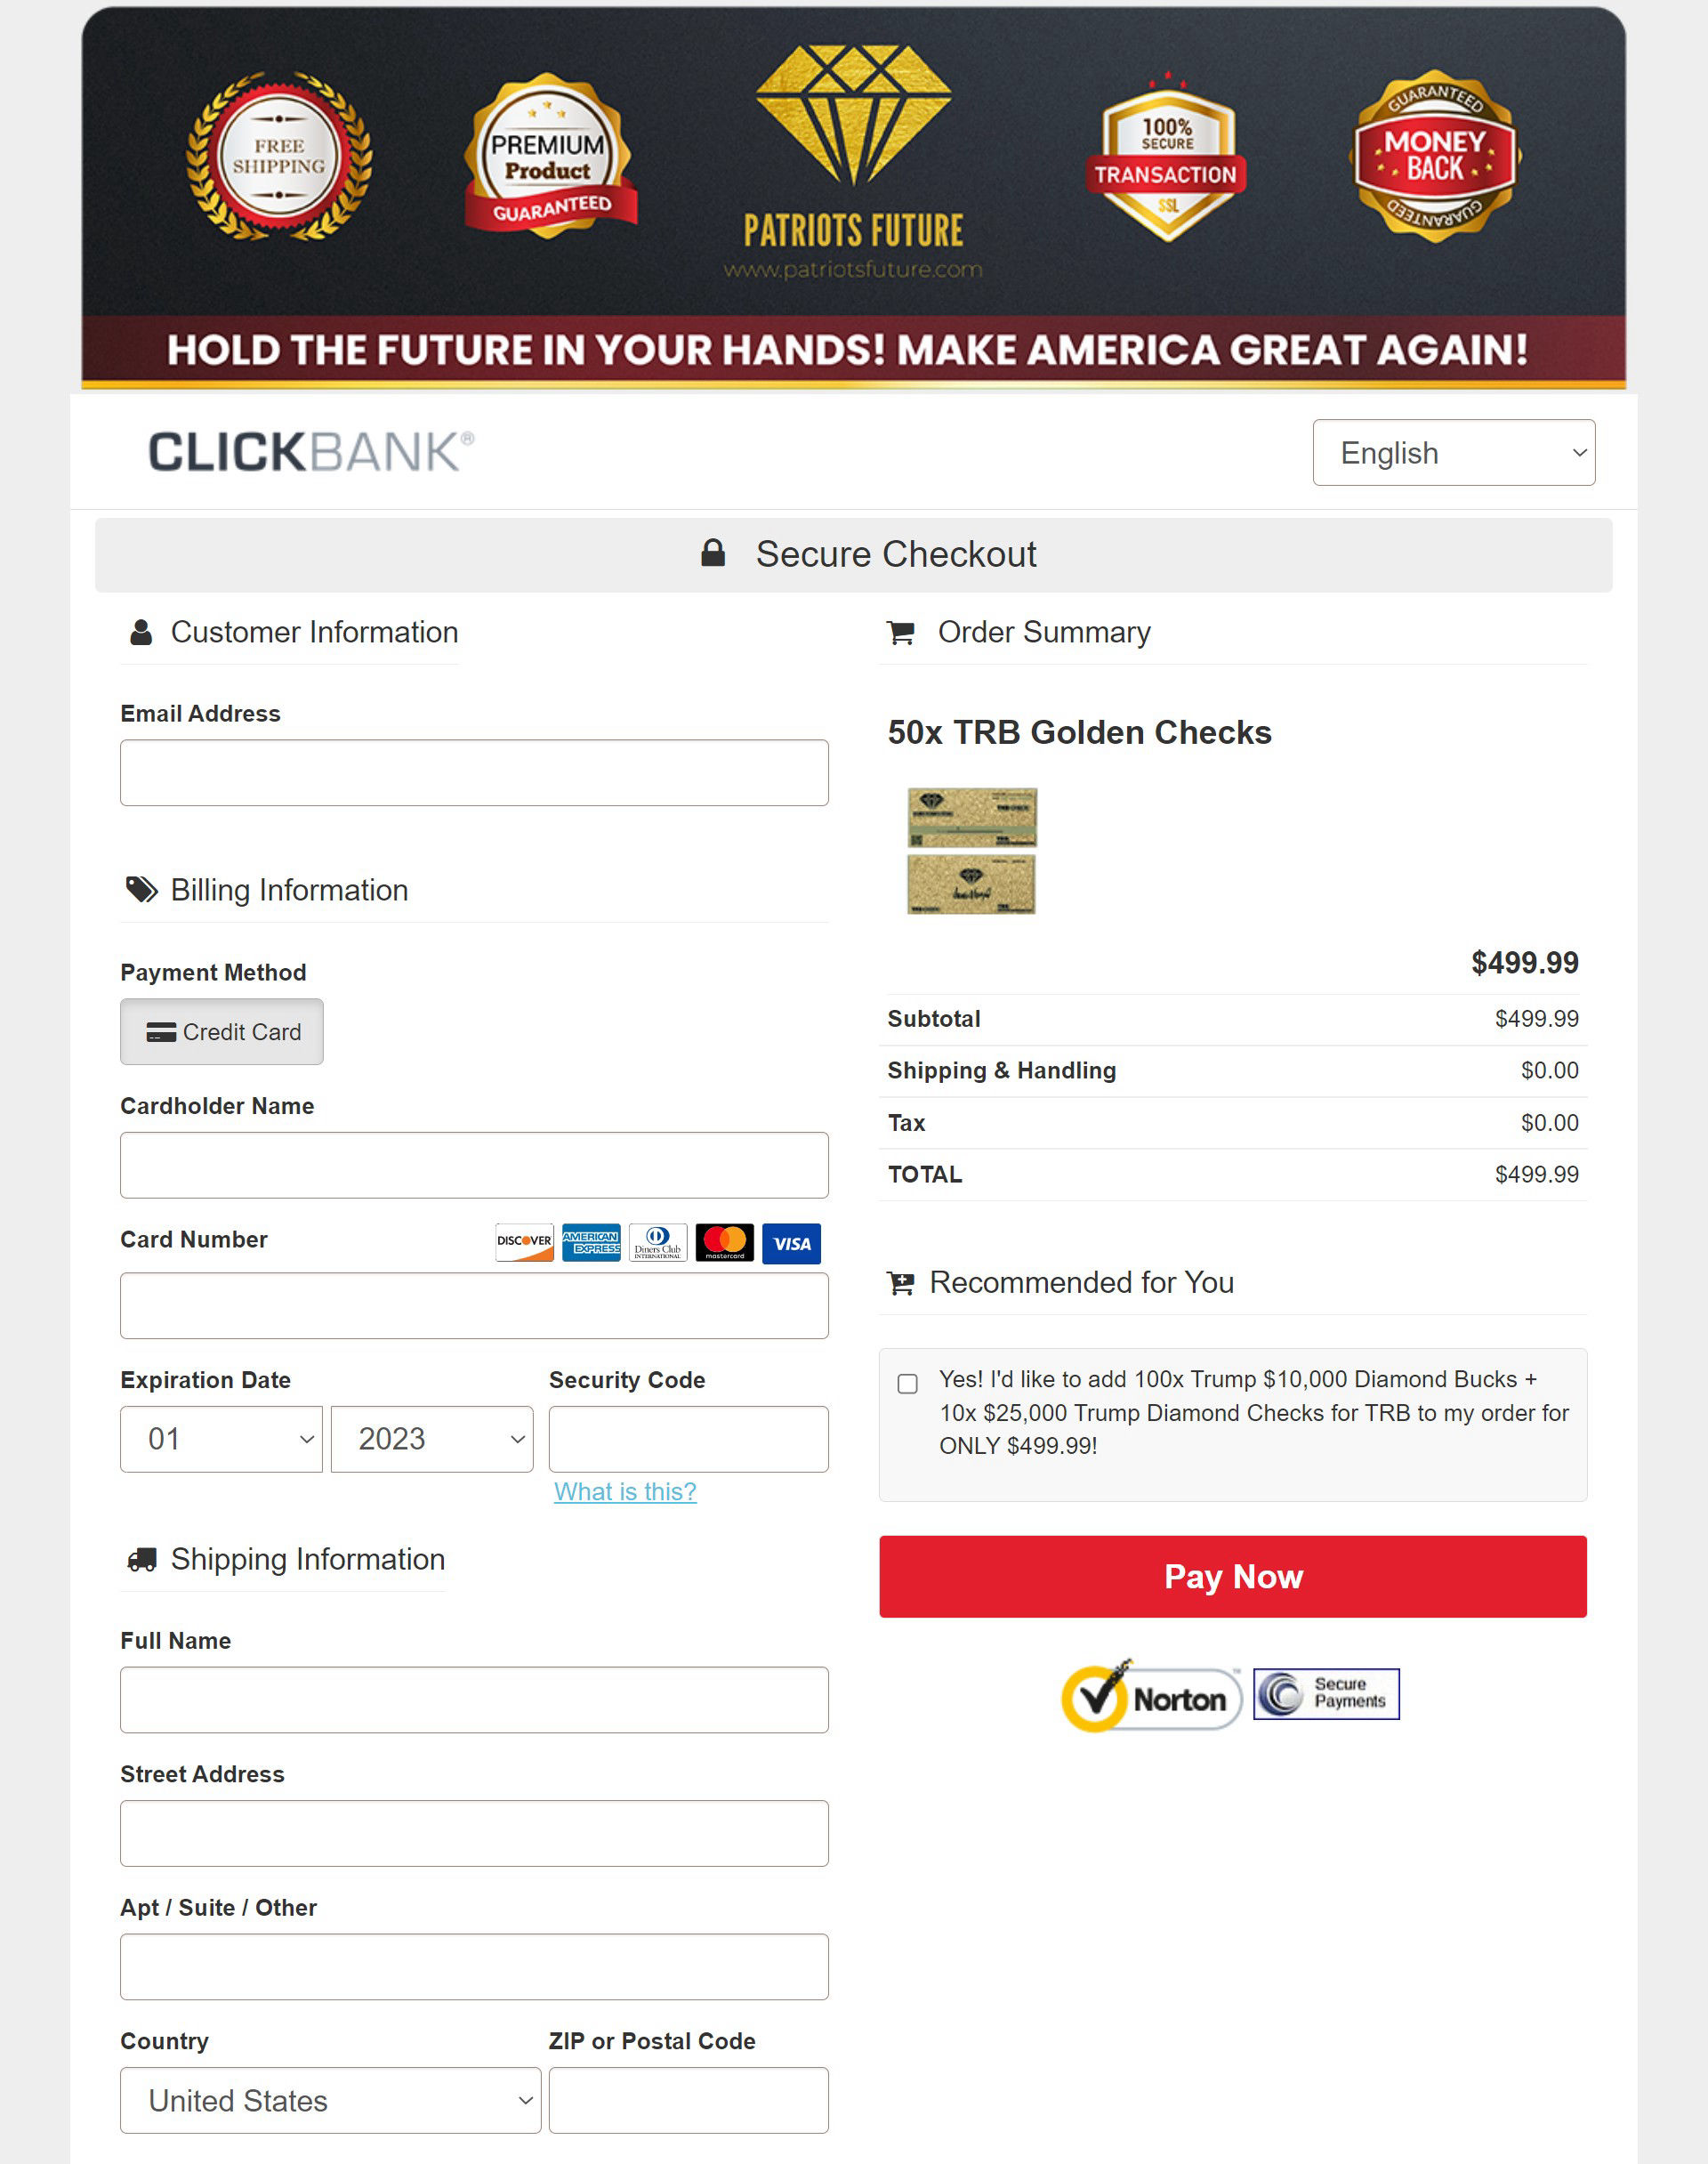 FREE
SHIPPING
PREMIUM
Product
GUARANTEED
PATRIOTS FUTURE
www.patriotsfuture.com
100%
SECURE
TRANSACTION
SSL
GUARANTEED
MONEY
BACK
GUARANTEED
HOLD THE FUTURE IN YOUR HANDS! MAKE AMERICA GREAT AGAIN!
CLICKBANK®
English
Secure Checkout
Customer Information
Email Address
Billing Information
Payment Method
Credit Card
Cardholder Name
Card Number
DISCOVER
AMERICAN
EXPRESS
Diners Club
INTERNATIONAL
mastercard
VISA
Expiration Date
Security Code
01
2023
What is this?
Shipping Information
Full Name
Street Address
Apt / Suite / Other
Country
ZIP or Postal Code
United States
Order Summary
50x TRB Golden Checks
$499.99
Subtotal $499.99
Shipping & Handling $0.00
Tax $0.00
TOTAL $499.99
Recommended for You
Yes! I'd like to add 100x Trump $10,000 Diamond Bucks +
10x $25,000 Trump Diamond Checks for TRB to my order for
ONLY $499.99!
Pay Now
Norton
Secure
Payments